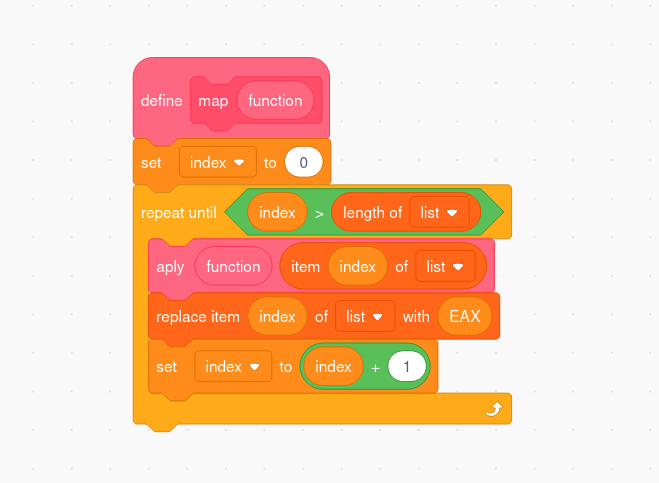 define map function
set index to 0
repeat until index > length of list
aply function item index of list
replace item index of list with EAX
set index to index + 1